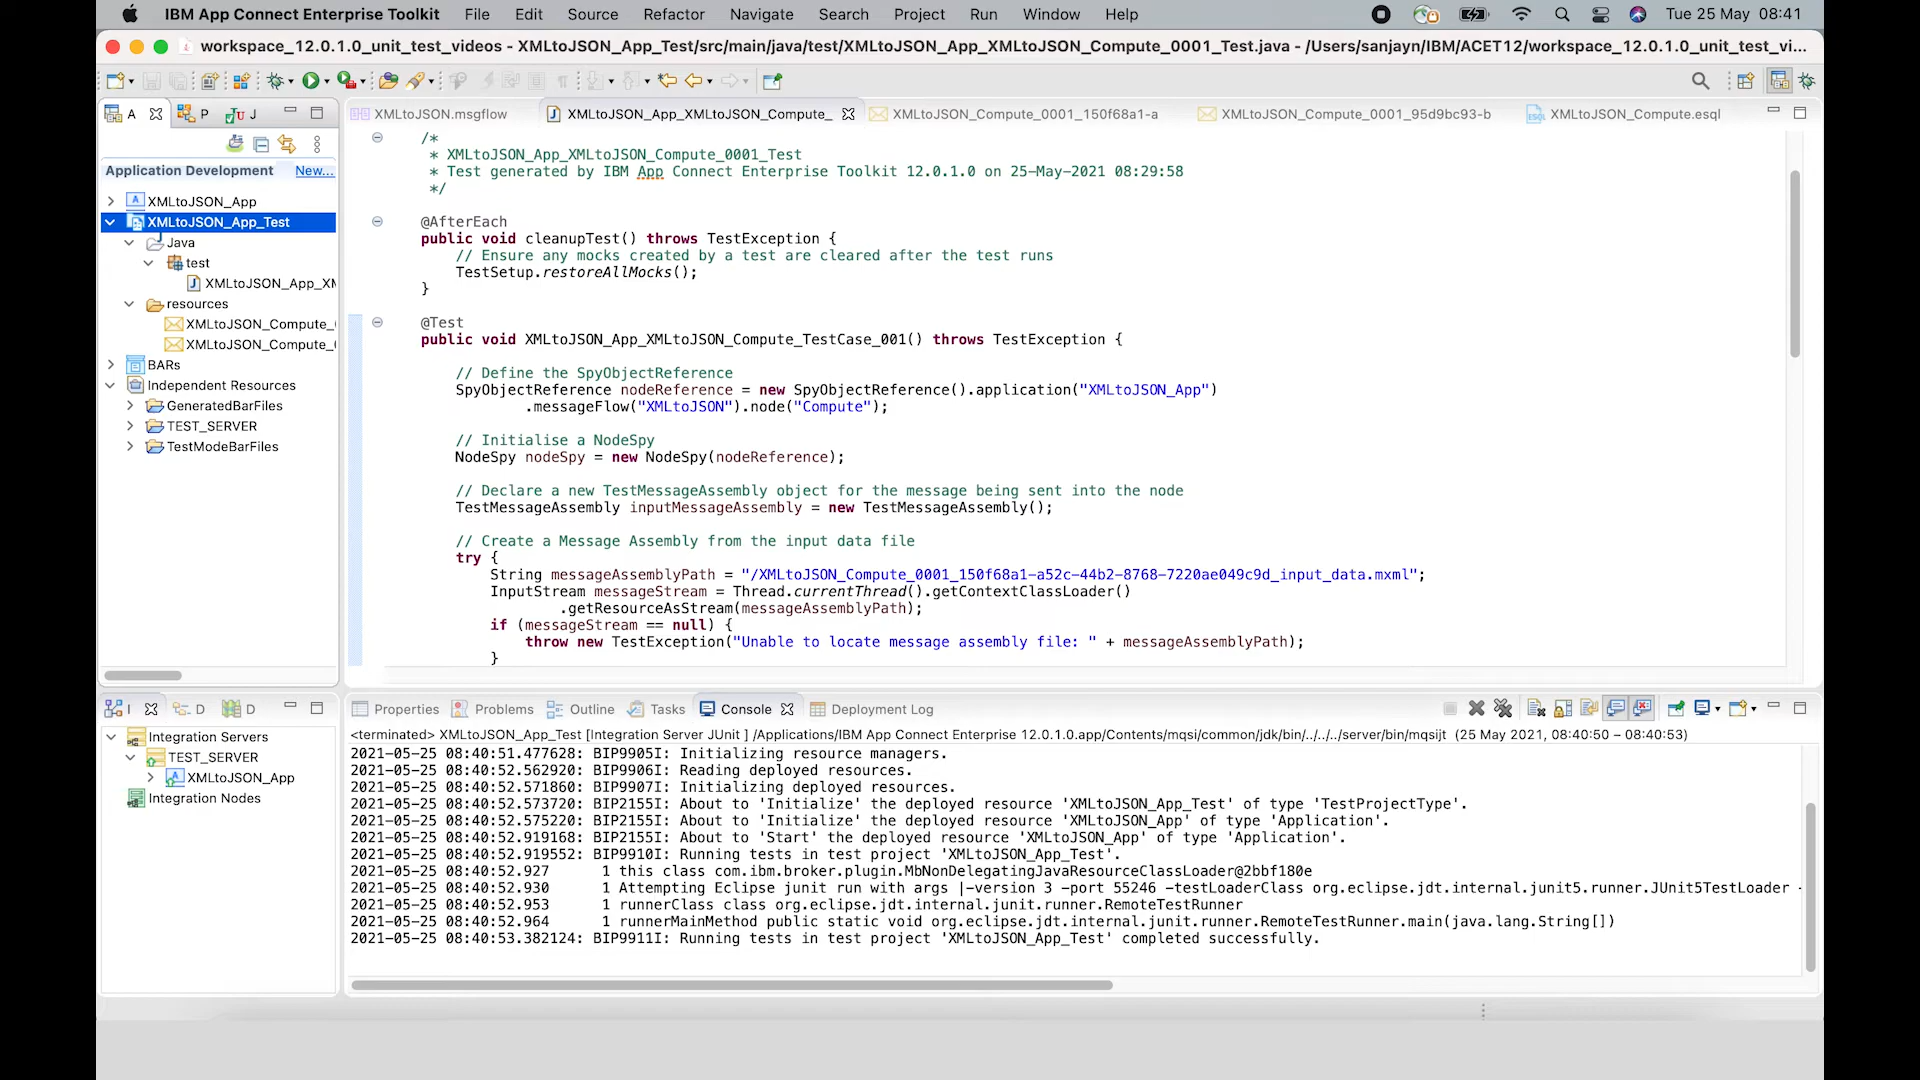 IBM App Connect Enterprise Toolkit File Edit Source Refactor Navigate Search Project Run Window Help Tue 25 May 08:41
workspace_12.0.1.0_unit_test_videos - XMLtoJSON_App_Test/src/main/java/test/XMLtoJSON_App_XMLtoJSON_Compute_0001_Test.java - /Users/sanjayn/IBM/ACET12/workspace_12.0.1.0_unit_test_vi...
A P J
XMLtoJSON.msgflow XMLtoJSON_App_XMLtoJSON_Compute_ XMLtoJSON_Compute_0001_150f68a1-a XMLtoJSON_Compute_0001_95d9bc93-b XMLtoJSON_Compute.esql
Application Development New...
XMLtoJSON_App
XMLtoJSON_App_Test
Java
test
XMLtoJSON_App_XM
resources
XMLtoJSON_Compute_
XMLtoJSON_Compute_
BARs
Independent Resources
GeneratedBarFiles
TEST_SERVER
TestModeBarFiles
/*
* XMLtoJSON_App_XMLtoJSON_Compute_0001_Test
* Test generated by IBM App Connect Enterprise Toolkit 12.0.1.0 on 25-May-2021 08:29:58
*/
@AfterEach
public void cleanupTest() throws TestException {
// Ensure any mocks created by a test are cleared after the test runs
TestSetup.restoreAllMocks();
}
@Test
public void XMLtoJSON_App_XMLtoJSON_Compute_TestCase_001() throws TestException {
// Define the SpyObjectReference
SpyObjectReference nodeReference = new SpyObjectReference().application("XMLtoJSON_App")
.messageFlow("XMLtoJSON").node("Compute");
// Initialise a NodeSpy
NodeSpy nodeSpy = new NodeSpy(nodeReference);
// Declare a new TestMessageAssembly object for the message being sent into the node
TestMessageAssembly inputMessageAssembly = new TestMessageAssembly();
// Create a Message Assembly from the input data file
try {
String messageAssemblyPath = "/XMLtoJSON_Compute_0001_150f68a1-a52c-44b2-8768-7220ae049c9d_input_data.mxml";
InputStream messageStream = Thread.currentThread().getContextClassLoader()
.getResourceAsStream(messageAssemblyPath);
if (messageStream == null) {
throw new TestException("Unable to locate message assembly file: " + messageAssemblyPath);
}
I D D
Integration Servers
TEST_SERVER
XMLtoJSON_App
Integration Nodes
Properties Problems Outline Tasks Console Deployment Log
<terminated> XMLtoJSON_App_Test [Integration Server JUnit ] /Applications/IBM App Connect Enterprise 12.0.1.0.app/Contents/mqsi/common/jdk/bin/../../../server/bin/mqsijt (25 May 2021, 08:40:50 – 08:40:53)
2021-05-25 08:40:51.477628: BIP9905I: Initializing resource managers.
2021-05-25 08:40:52.562920: BIP9906I: Reading deployed resources.
2021-05-25 08:40:52.571860: BIP9907I: Initializing deployed resources.
2021-05-25 08:40:52.573720: BIP2155I: About to 'Initialize' the deployed resource 'XMLtoJSON_App_Test' of type 'TestProjectType'.
2021-05-25 08:40:52.575220: BIP2155I: About to 'Initialize' the deployed resource 'XMLtoJSON_App' of type 'Application'.
2021-05-25 08:40:52.919168: BIP2155I: About to 'Start' the deployed resource 'XMLtoJSON_App' of type 'Application'.
2021-05-25 08:40:52.919552: BIP9910I: Running tests in test project 'XMLtoJSON_App_Test'.
2021-05-25 08:40:52.927 1 this class com.ibm.broker.plugin.MbNonDelegatingJavaResourceClassLoader@2bbf180e
2021-05-25 08:40:52.930 1 Attempting Eclipse junit run with args |-version 3 -port 55246 -testLoaderClass org.eclipse.jdt.internal.junit5.runner.JUnit5TestLoader -
2021-05-25 08:40:52.953 1 runnerClass class org.eclipse.jdt.internal.junit.runner.RemoteTestRunner
2021-05-25 08:40:52.964 1 runnerMainMethod public static void org.eclipse.jdt.internal.junit.runner.RemoteTestRunner.main(java.lang.String[])
2021-05-25 08:40:53.382124: BIP9911I: Running tests in test project 'XMLtoJSON_App_Test' completed successfully.